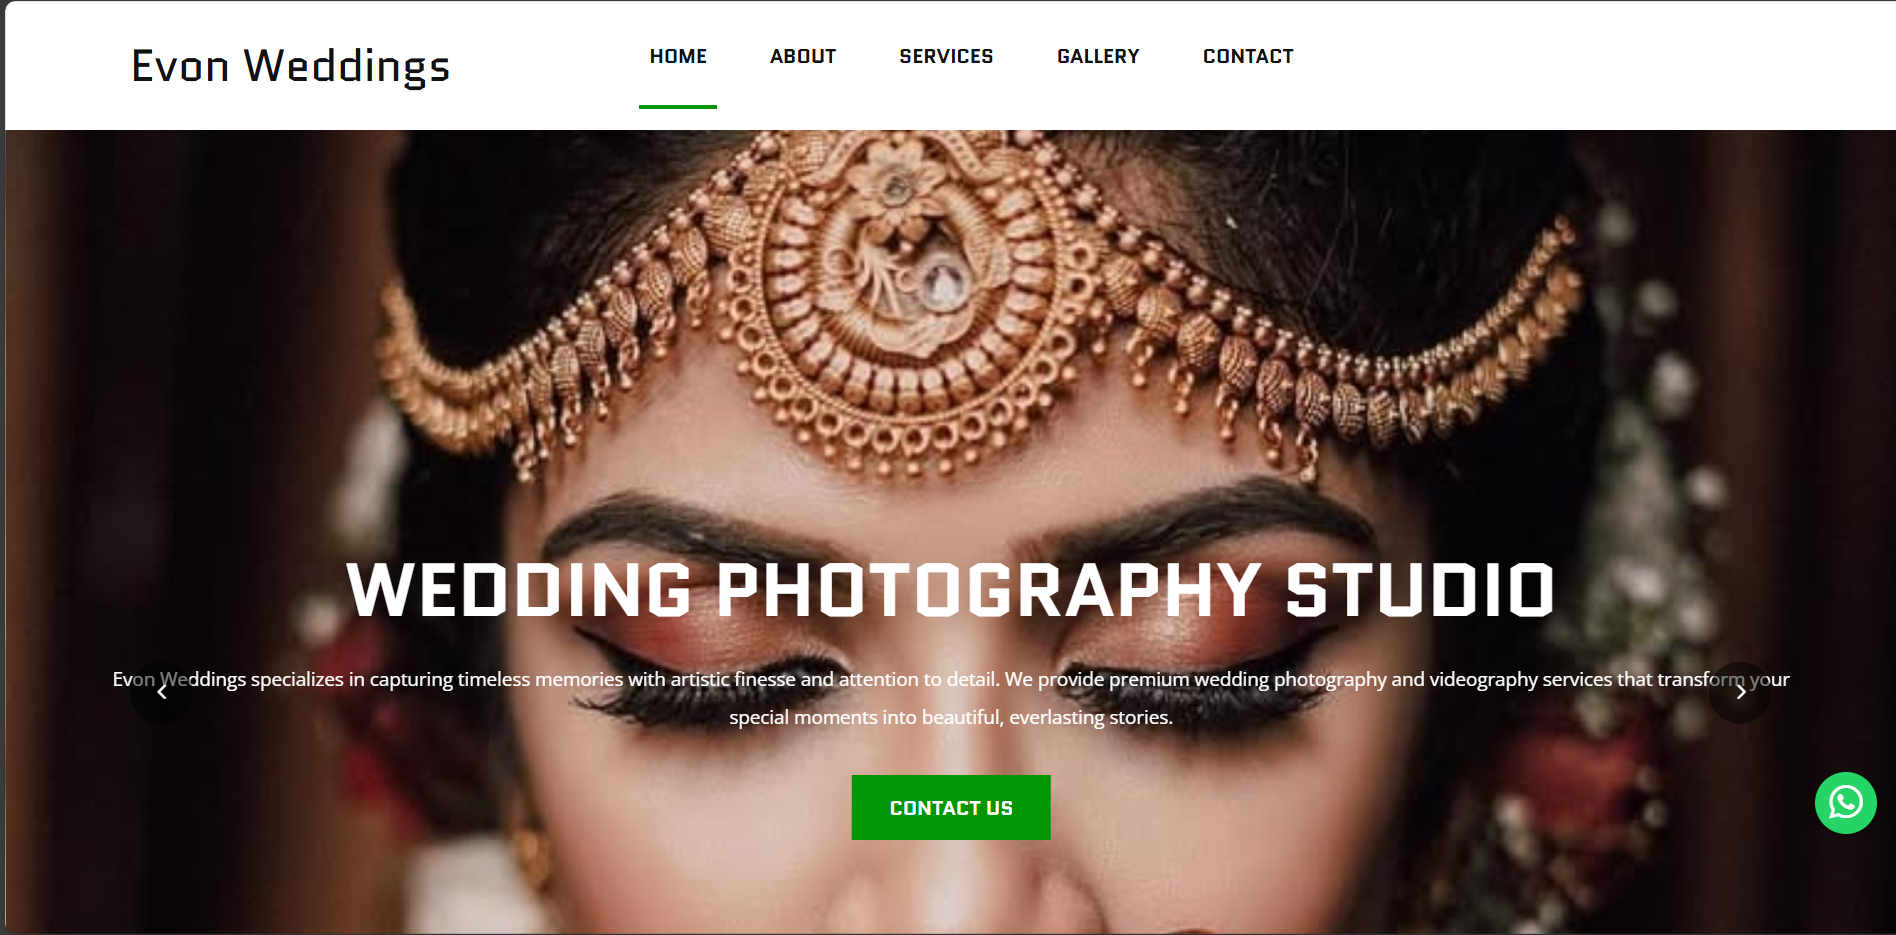 Evon Weddings
HOME
ABOUT
SERVICES
GALLERY
CONTACT
WEDDING PHOTOGRAPHY STUDIO
Evon Weddings specializes in capturing timeless memories with artistic finesse and attention to detail. We provide premium wedding photography and videography services that transform your
special moments into beautiful, everlasting stories.
CONTACT US